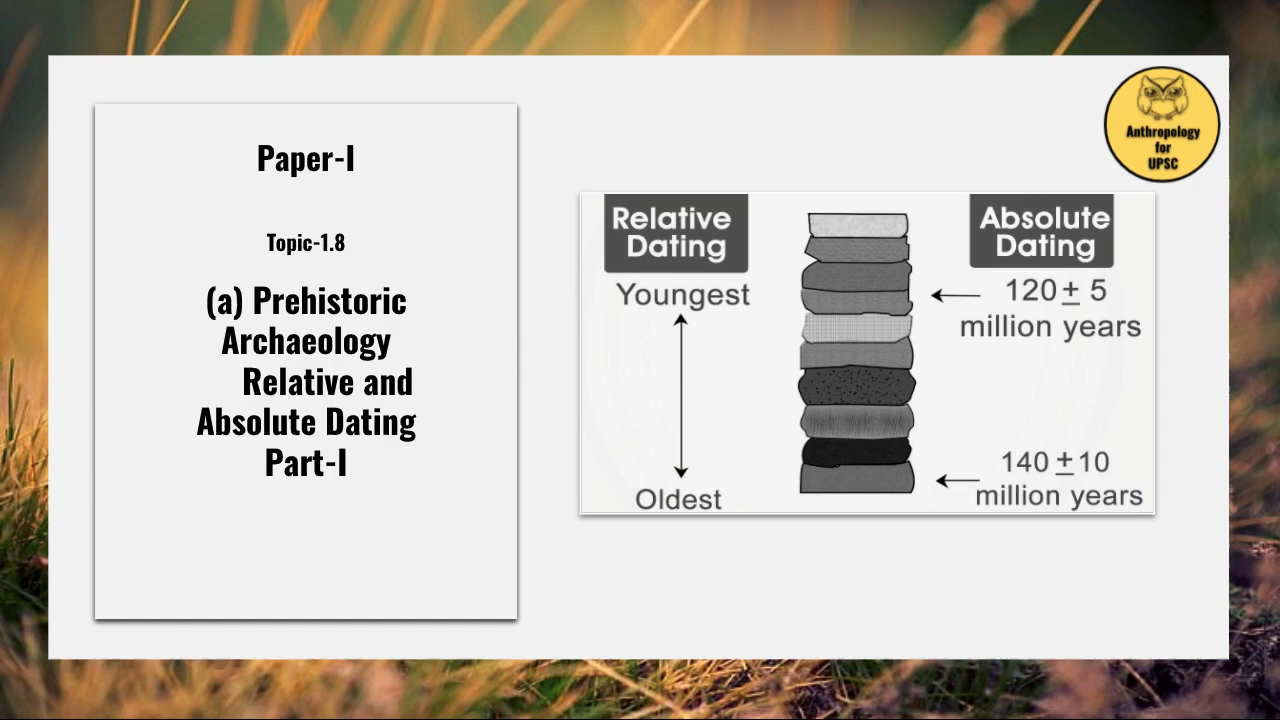 Paper-I
Topic-1.8
(a) Prehistoric
Archaeology
Relative and
Absolute Dating
Part-I
Relative
Dating
Youngest
Oldest
Absolute
Dating
120 ± 5
million years
140 ± 10
million years
Anthropology
for
UPSC